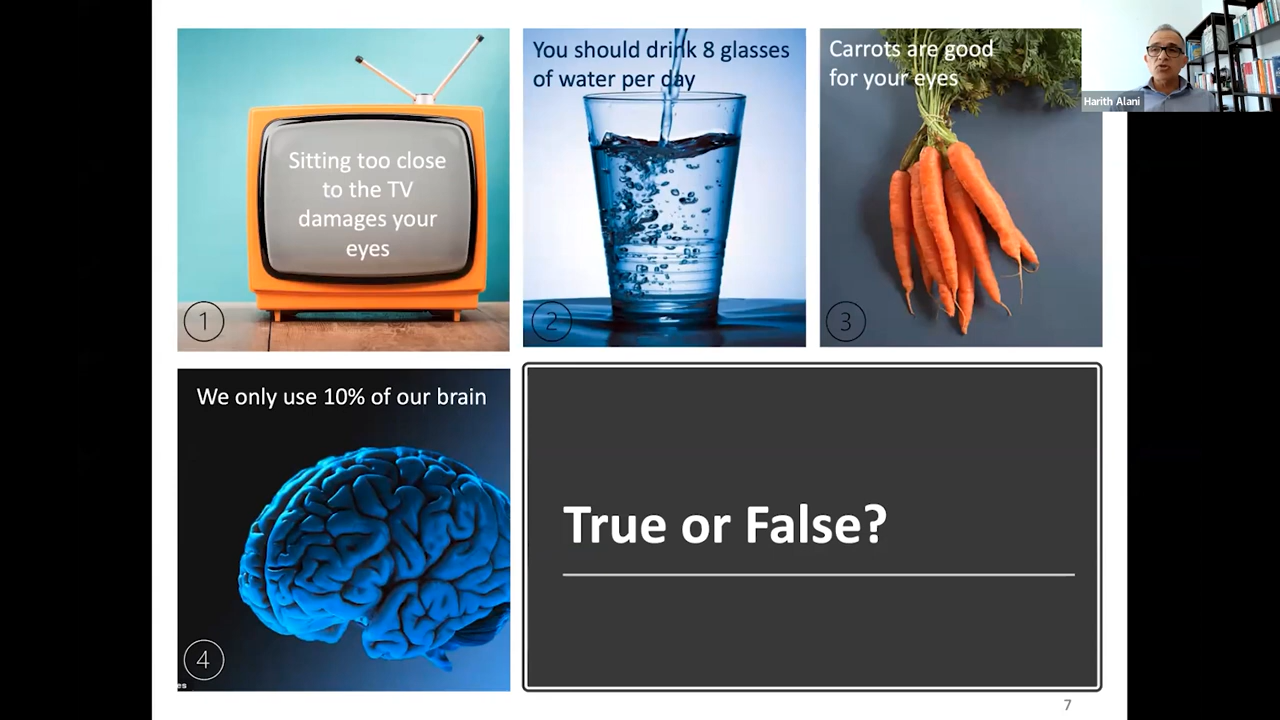 Sitting too close
to the TV
damages your
eyes
1
You should drink 8 glasses
of water per day
2
Carrots are good
for your eyes
3
Harith Alani
We only use 10% of our brain
4
es
True or False?
7